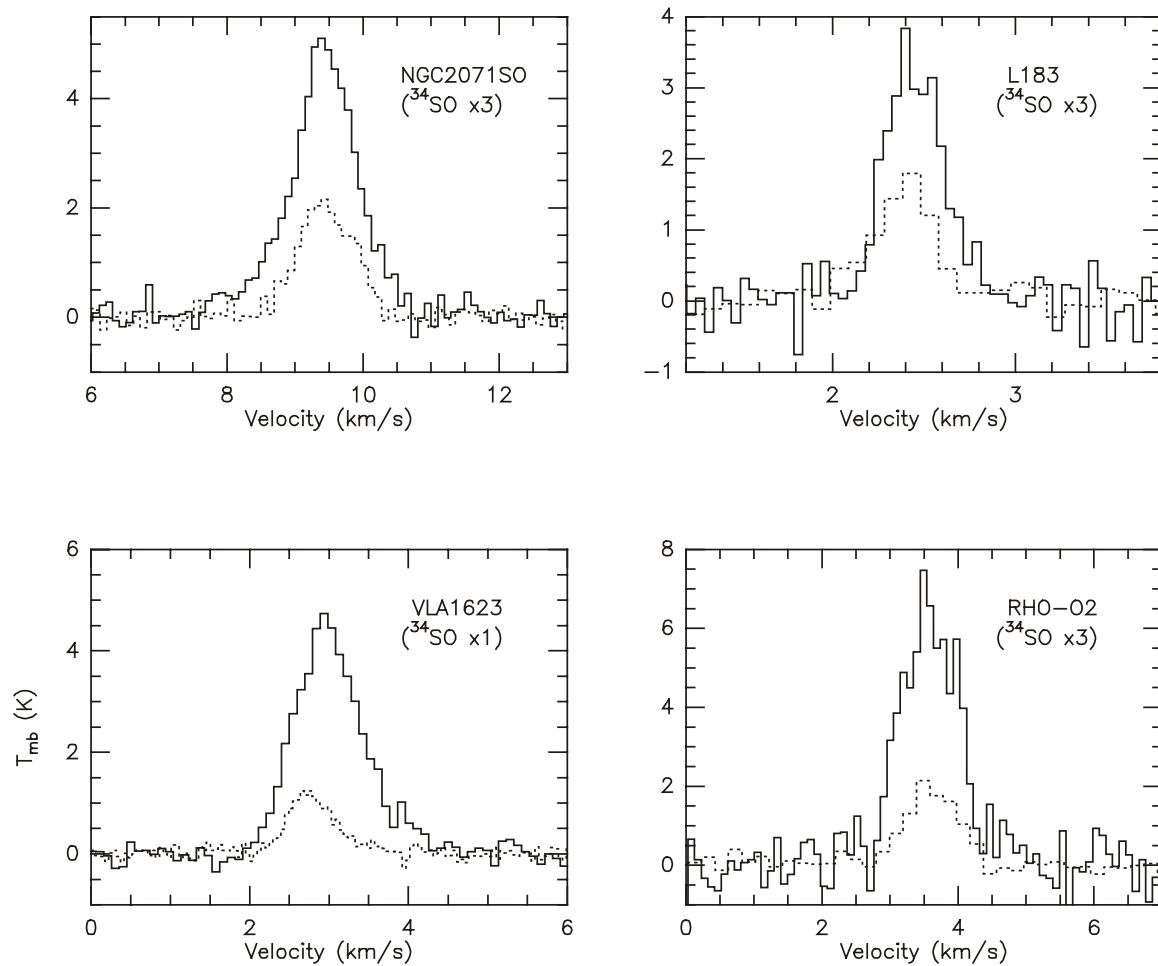 NGC2071SO
(³⁴SO x3)
4
2
0
6
8
10
12
Velocity (km/s)
4
L183
(³⁴SO x3)
3
2
1
0
−1
2
3
Velocity (km/s)
6
VLA1623
(³⁴SO x1)
4
2
0
T_mb (K)
0
2
4
6
Velocity (km/s)
8
RHO−O2
(³⁴SO x3)
6
4
2
0
0
2
4
6
Velocity (km/s)